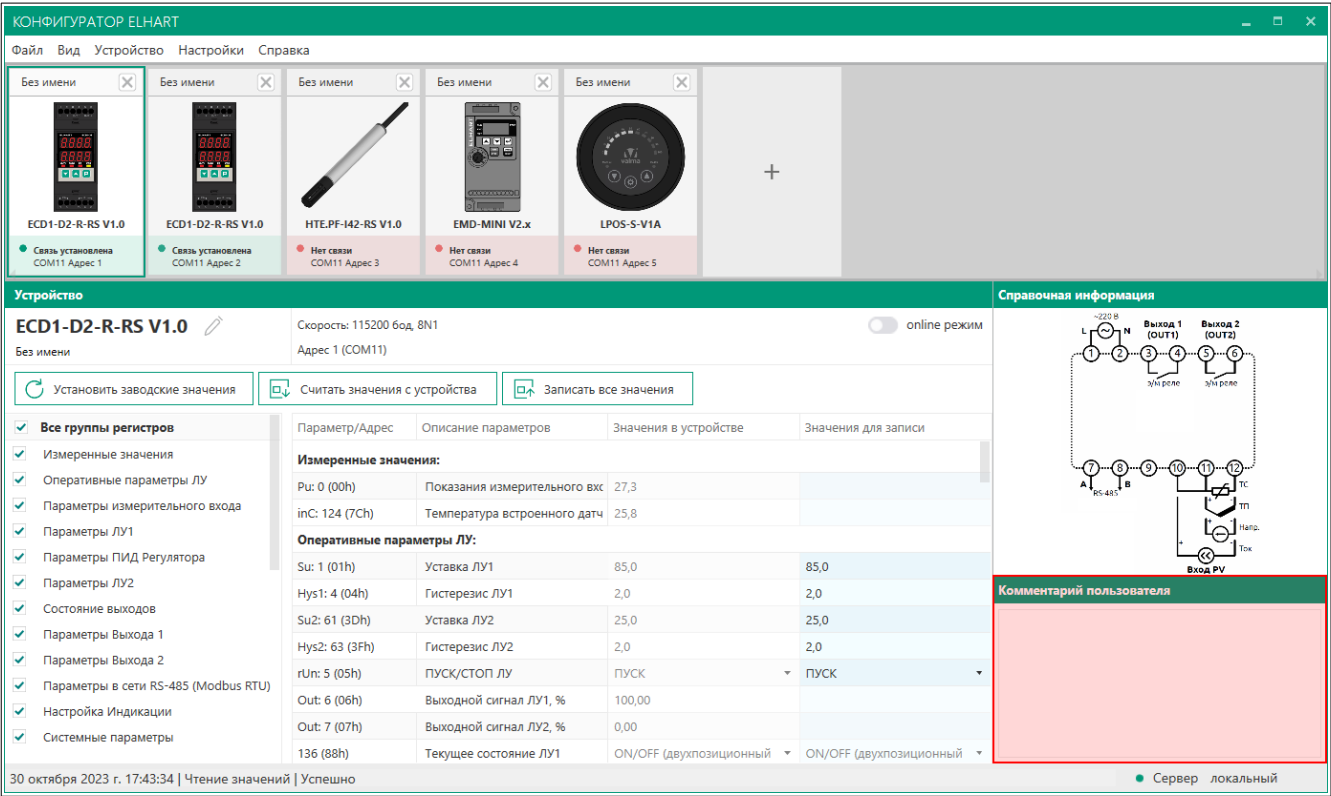 КОНФИГУРАТОР ELHART
Файл Вид Устройство Настройки Справка
Без имени Без имени Без имени Без имени Без имени
ELHART
valma
+
ECD1-D2-R-RS V1.0 ECD1-D2-R-RS V1.0 HTE.PF-I42-RS V1.0 EMD-MINI V2.x LPOS-S-V1A
Связь установлена Связь установлена Нет связи Нет связи Нет связи
COM11 Адрес 1 COM11 Адрес 2 COM11 Адрес 3 COM11 Адрес 4 COM11 Адрес 5
Устройство
Справочная информация
ECD1-D2-R-RS V1.0
Без имени
Скорость: 115200 бод, 8N1
Адрес 1 (COM11)
online режим
Установить заводские значения Считать значения с устройства Записать все значения
Все группы регистров
Измеренные значения
Оперативные параметры ЛУ
Параметры измерительного входа
Параметры ЛУ1
Параметры ПИД Регулятора
Параметры ЛУ2
Состояние выходов
Параметры Выхода 1
Параметры Выхода 2
Параметры в сети RS-485 (Modbus RTU)
Настройка Индикации
Системные параметры
Параметр/Адрес Описание параметров Значения в устройстве Значения для записи
Измеренные значения:
Pu: 0 (00h) Показания измерительного вхс 27,3
inC: 124 (7Ch) Температура встроенного датч 25,8
Оперативные параметры ЛУ:
Su: 1 (01h) Уставка ЛУ1 85,0 85,0
Hys1: 4 (04h) Гистерезис ЛУ1 2,0 2,0
Su2: 61 (3Dh) Уставка ЛУ2 25,0 25,0
Hys2: 63 (3Fh) Гистерезис ЛУ2 2,0 2,0
rUn: 5 (05h) ПУСК/СТОП ЛУ ПУСК ПУСК
Out: 6 (06h) Выходной сигнал ЛУ1, % 100,00
Out: 7 (07h) Выходной сигнал ЛУ2, % 0,00
136 (88h) Текущее состояние ЛУ1 ON/OFF (двухпозиционный ON/OFF (двухпозиционный
~220 В
L N
Выход 1 Выход 2
(OUT1) (OUT2)
1 2 3 4 5 6
э/м реле э/м реле
7 8 9 10 11 12
A B
RS-485
ТС
ТП
Напр.
Ток
Вход PV
Комментарий пользователя
30 октября 2023 г. 17:43:34 | Чтение значений | Успешно
Сервер локальный